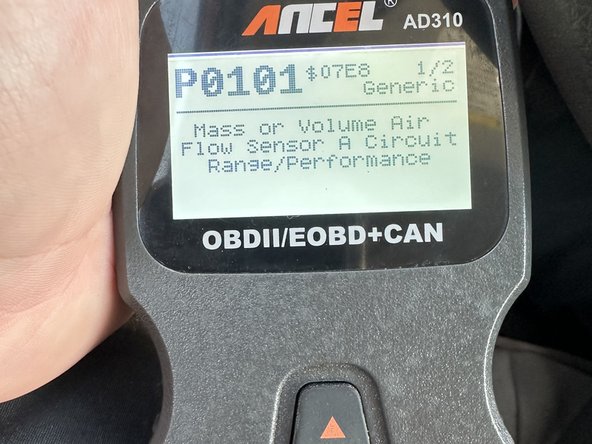 ANCEL®
AD310
P0101 $07E8 1/2
Generic
Mass or Volume Air
Flow Sensor A Circuit
Range/Performance
OBDII/EOBD+CAN